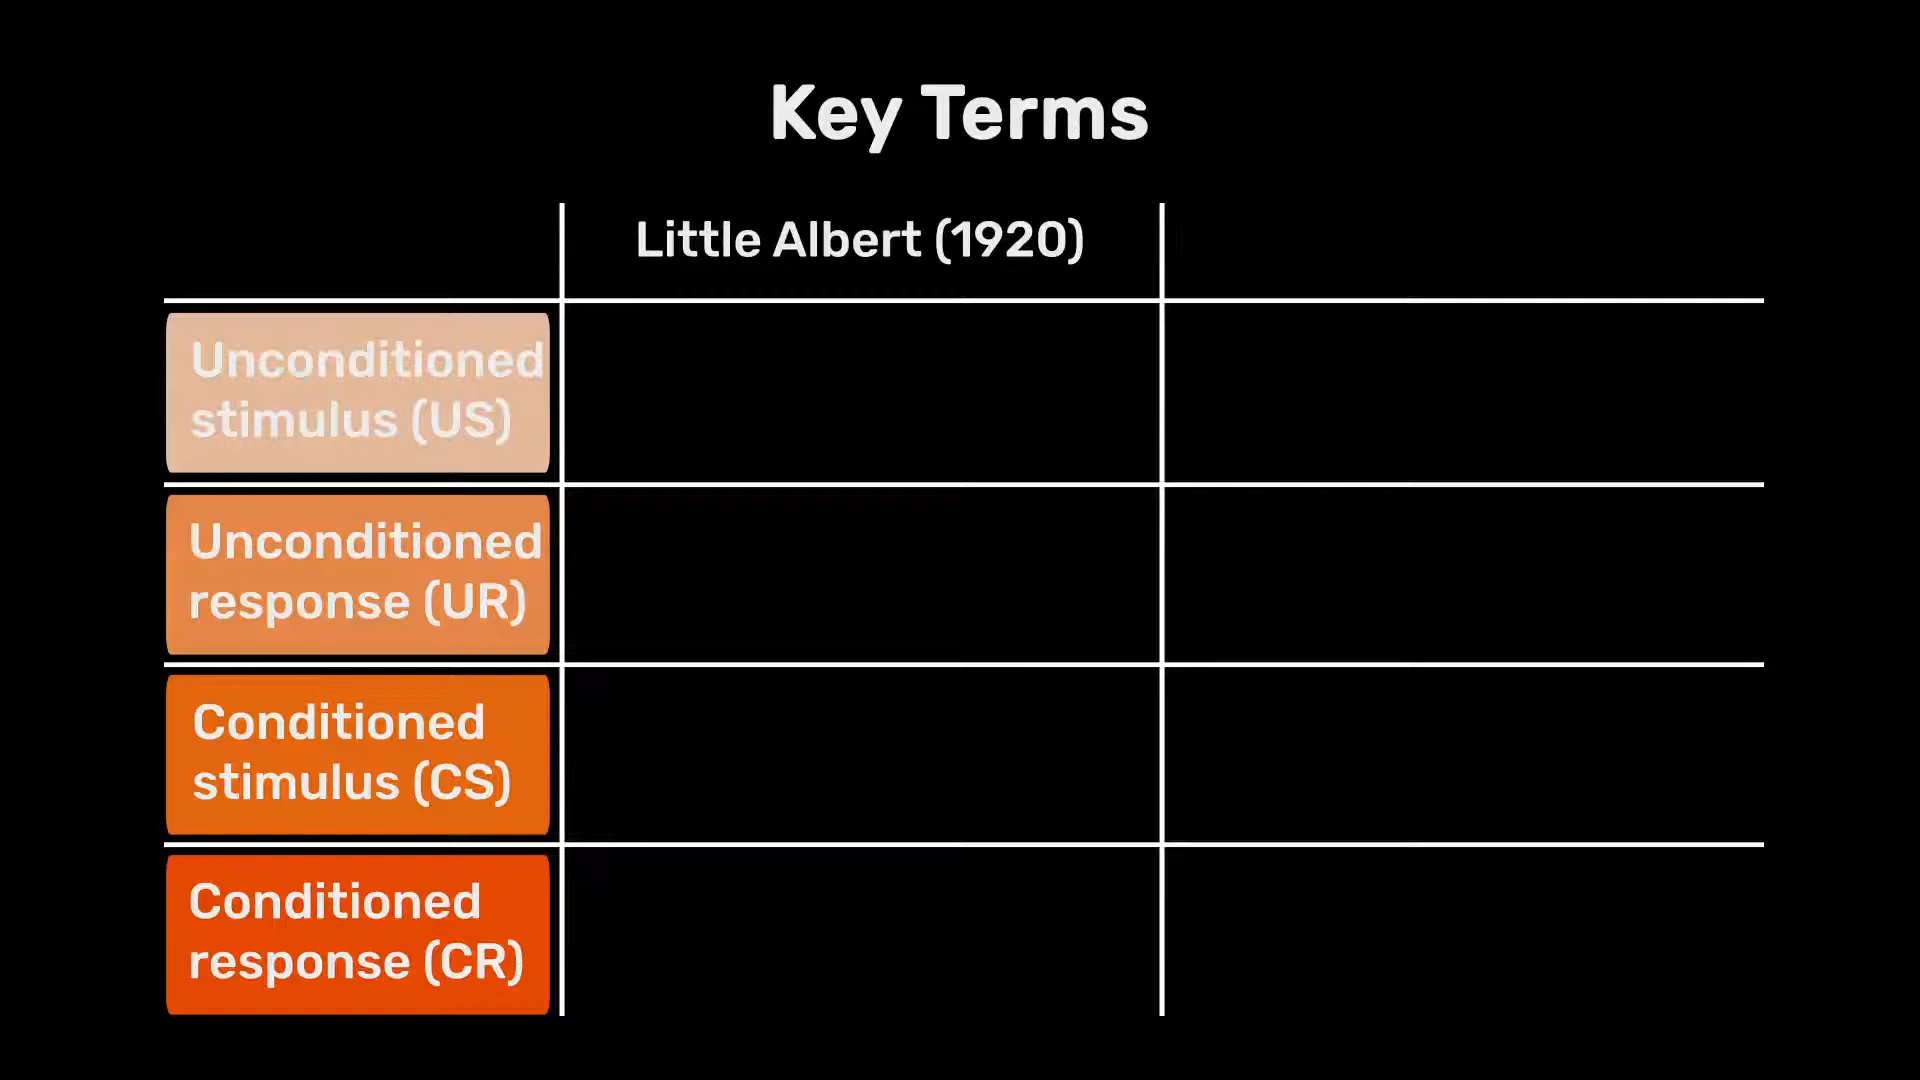 Key Terms
Little Albert (1920)
Unconditioned
stimulus (US)
Unconditioned
response (UR)
Conditioned
stimulus (CS)
Conditioned
response (CR)